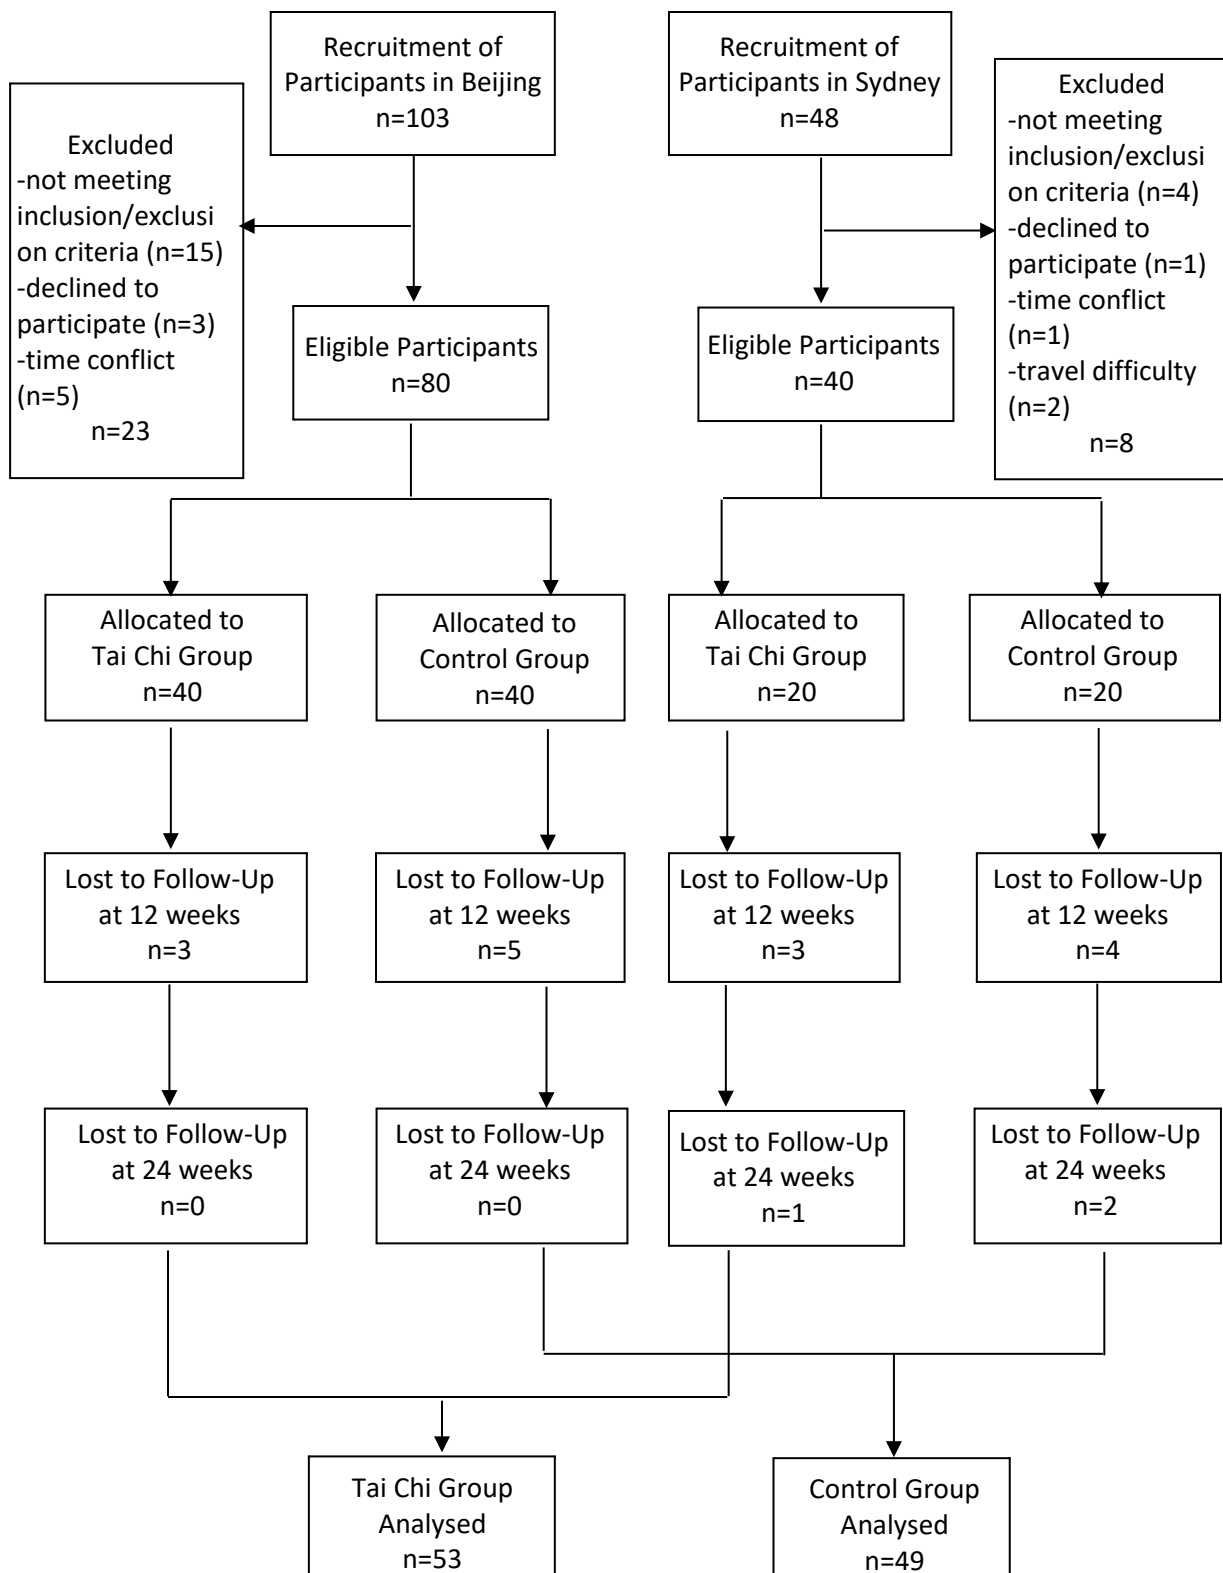 Recruitment of
Participants in Beijing
n=103
Recruitment of
Participants in Sydney
n=48
Excluded
-not meeting
inclusion/exclusi
on criteria (n=15)
-declined to
participate (n=3)
-time conflict
(n=5)
n=23
Excluded
-not meeting
inclusion/exclusi
on criteria (n=4)
-declined to
participate (n=1)
-time conflict
(n=1)
-travel difficulty
(n=2)
n=8
Eligible Participants
n=80
Eligible Participants
n=40
Allocated to
Tai Chi Group
n=40
Allocated to
Control Group
n=40
Allocated to
Tai Chi Group
n=20
Allocated to
Control Group
n=20
Lost to Follow-Up
at 12 weeks
n=3
Lost to Follow-Up
at 12 weeks
n=5
Lost to Follow-Up
at 12 weeks
n=3
Lost to Follow-Up
at 12 weeks
n=4
Lost to Follow-Up
at 24 weeks
n=0
Lost to Follow-Up
at 24 weeks
n=0
Lost to Follow-Up
at 24 weeks
n=1
Lost to Follow-Up
at 24 weeks
n=2
Tai Chi Group
Analysed
n=53
Control Group
Analysed
n=49